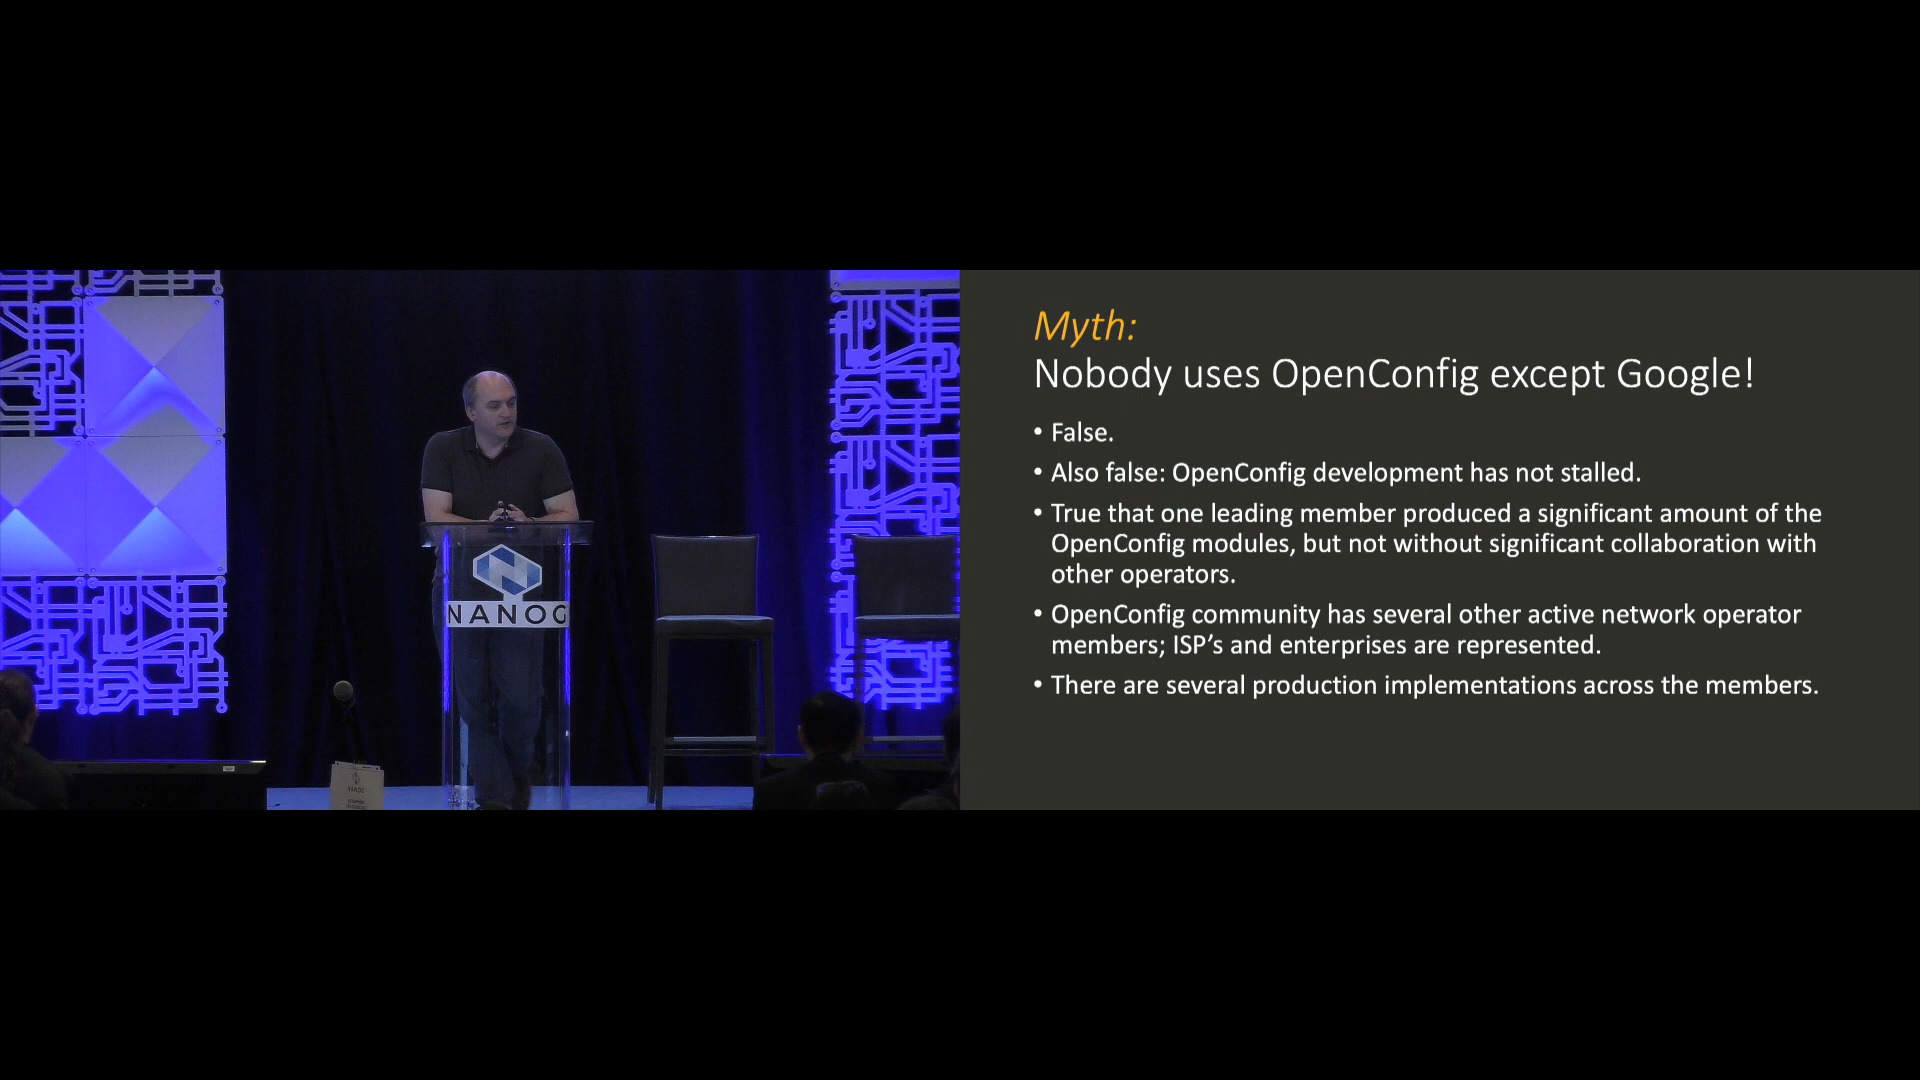 NANOG
NANOG
Myth:
Nobody uses OpenConfig except Google!
• False.
• Also false: OpenConfig development has not stalled.
• True that one leading member produced a significant amount of the
OpenConfig modules, but not without significant collaboration with
other operators.
• OpenConfig community has several other active network operator
members; ISP’s and enterprises are represented.
• There are several production implementations across the members.